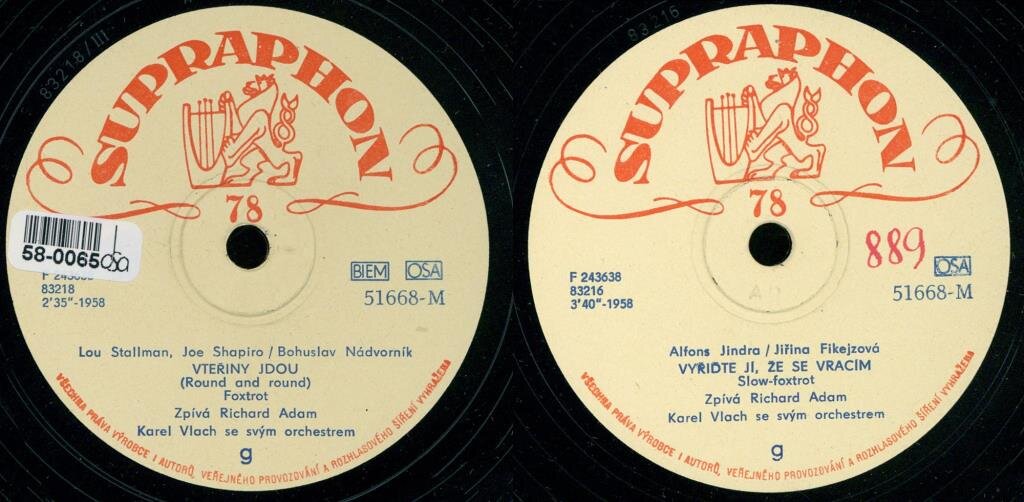 83218/III
SUPRAPHON
78
58-0065
BIEM OSA
83218
2'35"-1958
51668-M
Lou Stallman, Joe Shapiro / Bohuslav Nádvorník
VTEŘINY JDOU
(Round and round)
Foxtrot
Zpívá Richard Adam
Karel Vlach se svým orchestrem
g
VŠECHNA PRÁVA VÝROBCE I AUTORŮ, VEŘEJNÉHO PROVOZOVÁNÍ A ROZHLASOVÉHO ŠÍŘENÍ VYHRAŽENA
83216
SUPRAPHON
78
889
OSA
F 243638
83216
3'40"-1958
51668-M
Alfons Jindra / Jiřina Fikejzová
VYŘIĎTE JÍ, ŽE SE VRACÍM
Slow-foxtrot
Zpívá Richard Adam
Karel Vlach se svým orchestrem
g
VŠECHNA PRÁVA VÝROBCE I AUTORŮ, VEŘEJNÉHO PROVOZOVÁNÍ A ROZHLASOVÉHO ŠÍŘENÍ VYHRAŽENA